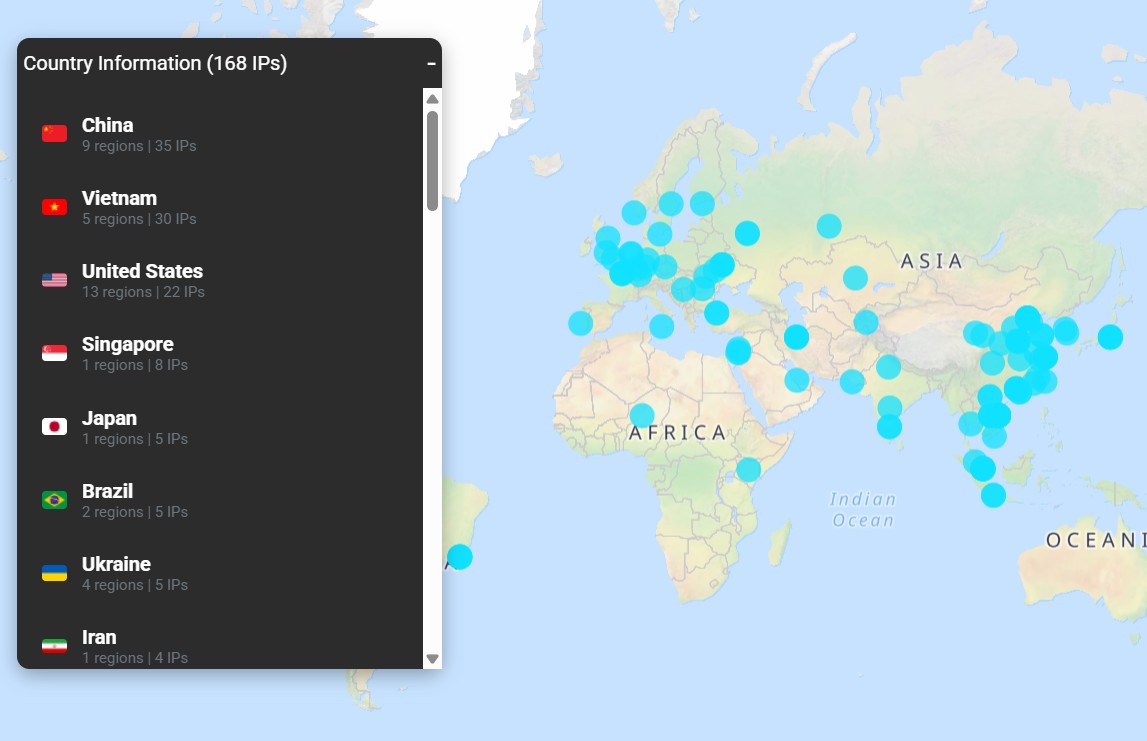 Country Information (168 IPs)
-
China
9 regions | 35 IPs
Vietnam
5 regions | 30 IPs
United States
13 regions | 22 IPs
Singapore
1 regions | 8 IPs
Japan
1 regions | 5 IPs
Brazil
2 regions | 5 IPs
Ukraine
4 regions | 5 IPs
Iran
1 regions | 4 IPs
ASIA
AFRICA
Indian
Ocean
OCEANI
A